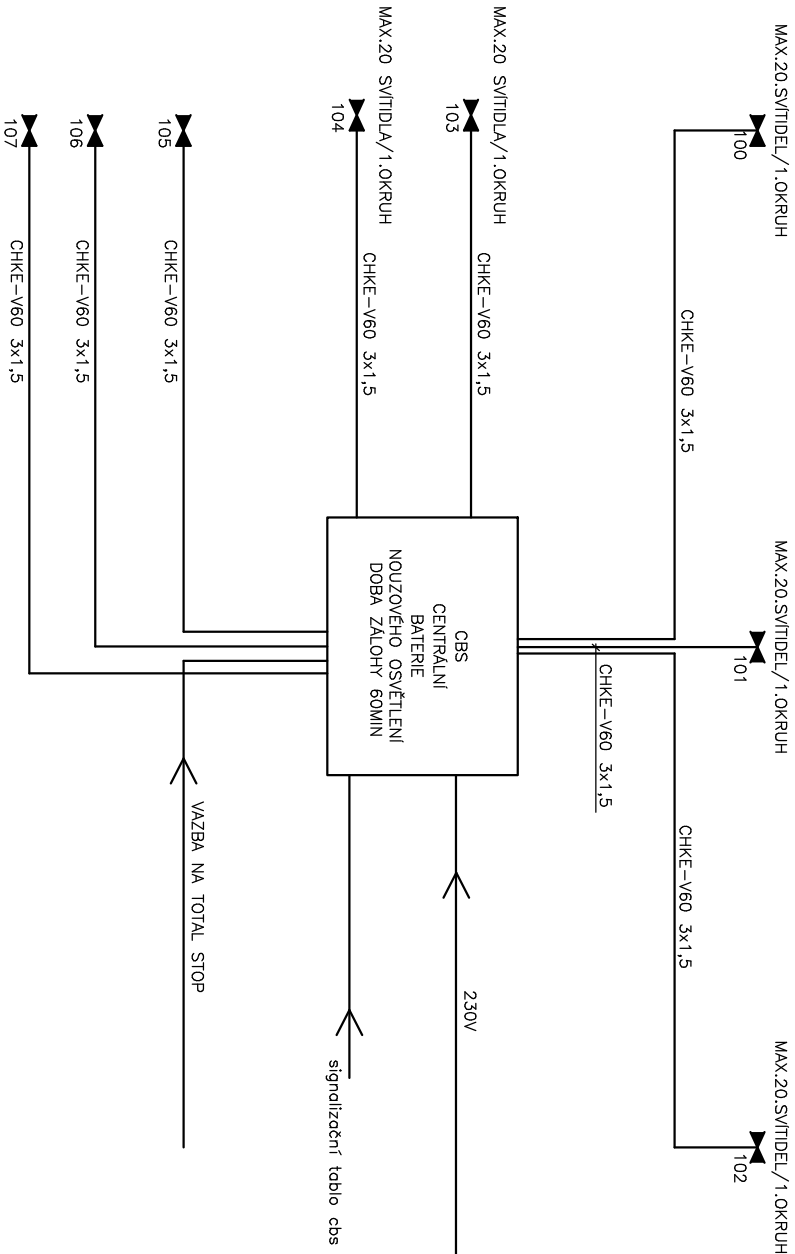 MAX.20.SVÍTIDEL/1.OKRUH
100
CHKE-V60 3x1,5
MAX.20.SVÍTIDEL/1.OKRUH
101
CHKE-V60 3x1,5
MAX.20.SVÍTIDEL/1.OKRUH
102
CHKE-V60 3x1,5
MAX.20 SVÍTIDLA/1.OKRUH
103
CHKE-V60 3x1,5
MAX.20 SVÍTIDLA/1.OKRUH
104
CHKE-V60 3x1,5
CBS
CENTRÁLNÍ
BATERIE
NOUZOVÉHO OSVĚTLENÍ
DOBA ZÁLOHY 60MIN
230V
signalizační tablo cbs
VAZBA NA TOTAL STOP
105
CHKE-V60 3x1,5
106
CHKE-V60 3x1,5
107
CHKE-V60 3x1,5